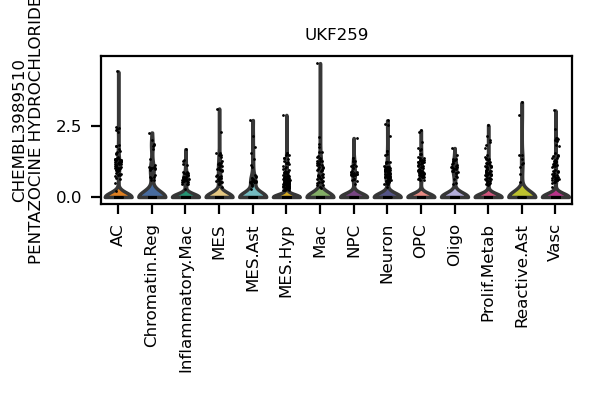 UKF259
CHEMBL3989510
PENTAZOCINE HYDROCHLORIDE
2.5
0.0
AC
Chromatin.Reg
Inflammatory.Mac
MES
MES.Ast
MES.Hyp
Mac
NPC
Neuron
OPC
Oligo
Prolif.Metab
Reactive.Ast
Vasc